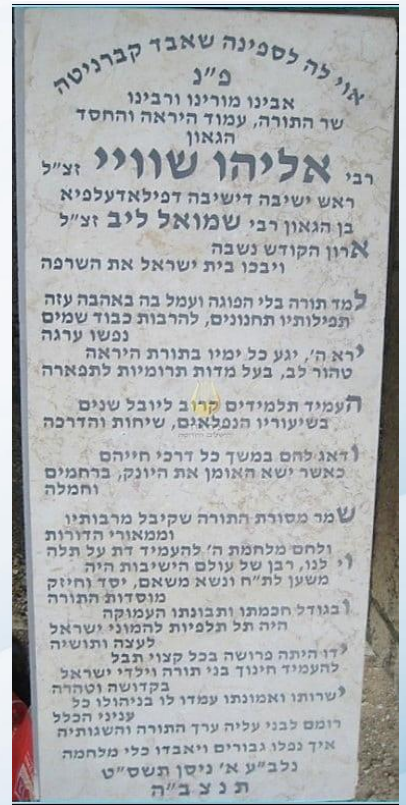 אוי לה לספינה שאבד קברניטה
פ״נ
אבינו מורינו ורבינו
שר התורה, עמוד היראה והחסד
הגאון
רבי אליהו שוויי זצ״ל
ראש ישיבה דישיבה דפילאדעלפיא
בן הגאון רבי שמואל ליב זצ״ל
ארון הקודש נשבה
ויבכו בית ישראל את השרפה
למד תורה בלי הפוגה ועמל בה באהבה עזה
תפילותיו תחנונים, להרבות כבוד שמים
נפשו ערגה
ירא ה׳, יגע כל ימיו בתורת היראה
טהור לב, בעל מדות תרומיות לתפארה
העמיד תלמידים קרוב ליובל שנים
בשיעוריו הנפלאים, שיחות והדרכה
ודאג להם במשך כל דרכי חייהם
כאשר ישא האומן את היונק, ברחמים
וחמלה
שמר מסורת התורה שקיבל מרבותיו
וממאורי הדורות
ולחם מלחמת ה׳ להעמיד דת על תלה
וי לנו, רבן של עולם הישיבות היה
משען לת״ח ונשא משאם, יסד וחיזק
מוסדות התורה
ובגודל חכמתו ותבונתו העמוקה
היה תל תלפיות להמוני ישראל
לעצה ותושיה
ידו היתה פרושה בכל קצוי תבל
להעמיד חינוך בני תורה וילדי ישראל
בקדושה וטהרה
ישרותו ואמונתו עמדו לו בניהולו כל
עניני הכלל
רומם לבני עליה ערך התורה והשגותיה
איך נפלו גבורים ויאבדו כלי מלחמה
נלב״ע א׳ ניסן תשס״ט
ת נ צ ב ״ ה